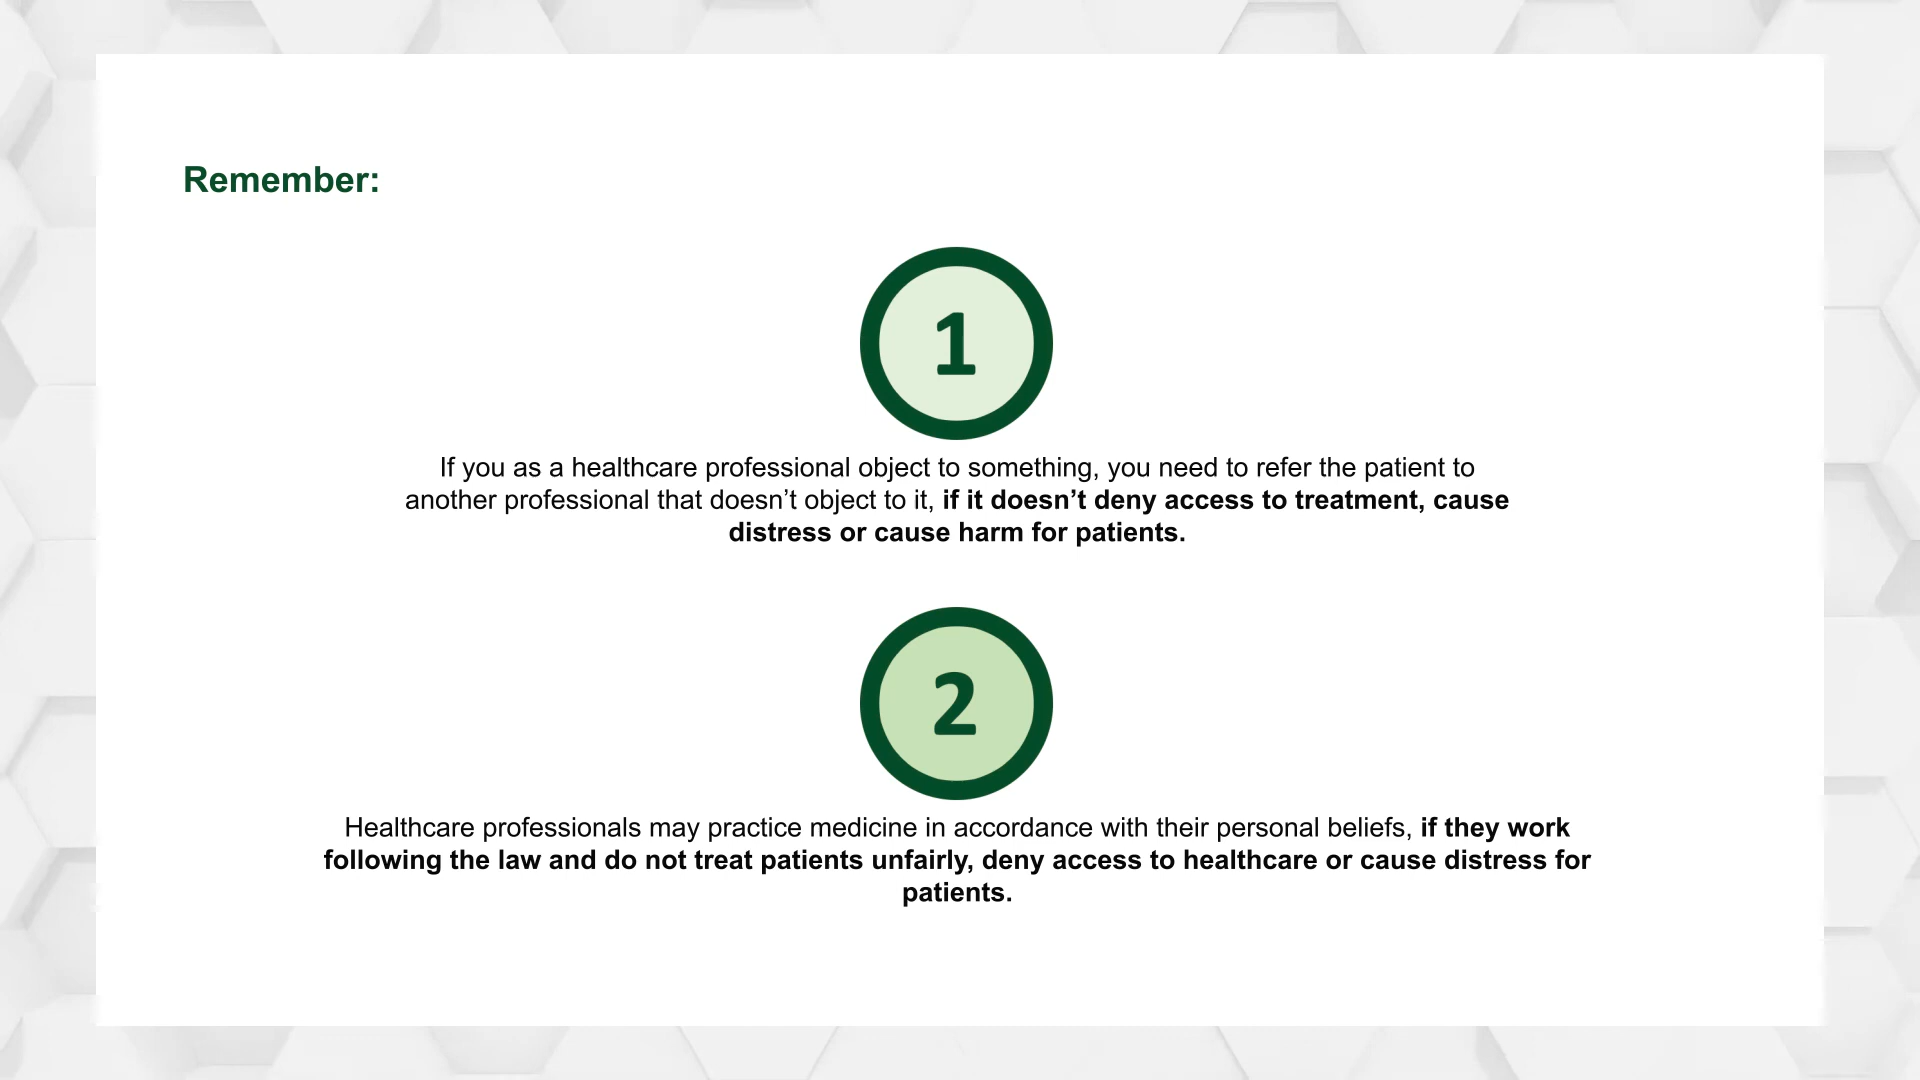 Remember:
1
If you as a healthcare professional object to something, you need to refer the patient to
another professional that doesn’t object to it, if it doesn’t deny access to treatment, cause
distress or cause harm for patients.
2
Healthcare professionals may practice medicine in accordance with their personal beliefs, if they work
following the law and do not treat patients unfairly, deny access to healthcare or cause distress for
patients.